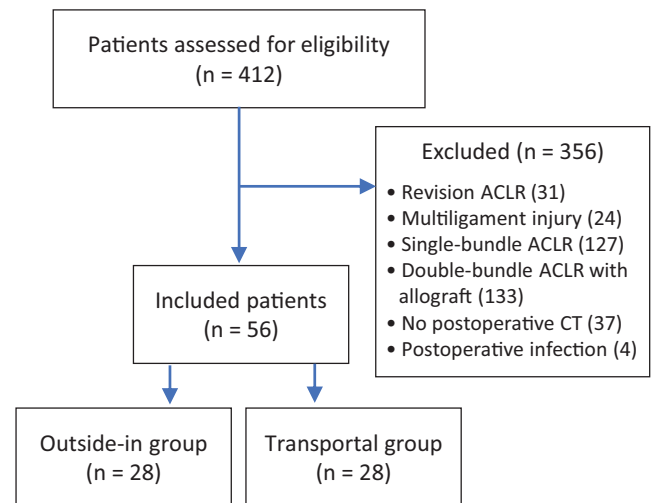 Patients assessed for eligibility
(n = 412)
Excluded (n = 356)
• Revision ACLR (31)
• Multiligament injury (24)
• Single-bundle ACLR (127)
• Double-bundle ACLR with
allograft (133)
• No postoperative CT (37)
• Postoperative infection (4)
Included patients
(n = 56)
Outside-in group
(n = 28)
Transportal group
(n = 28)